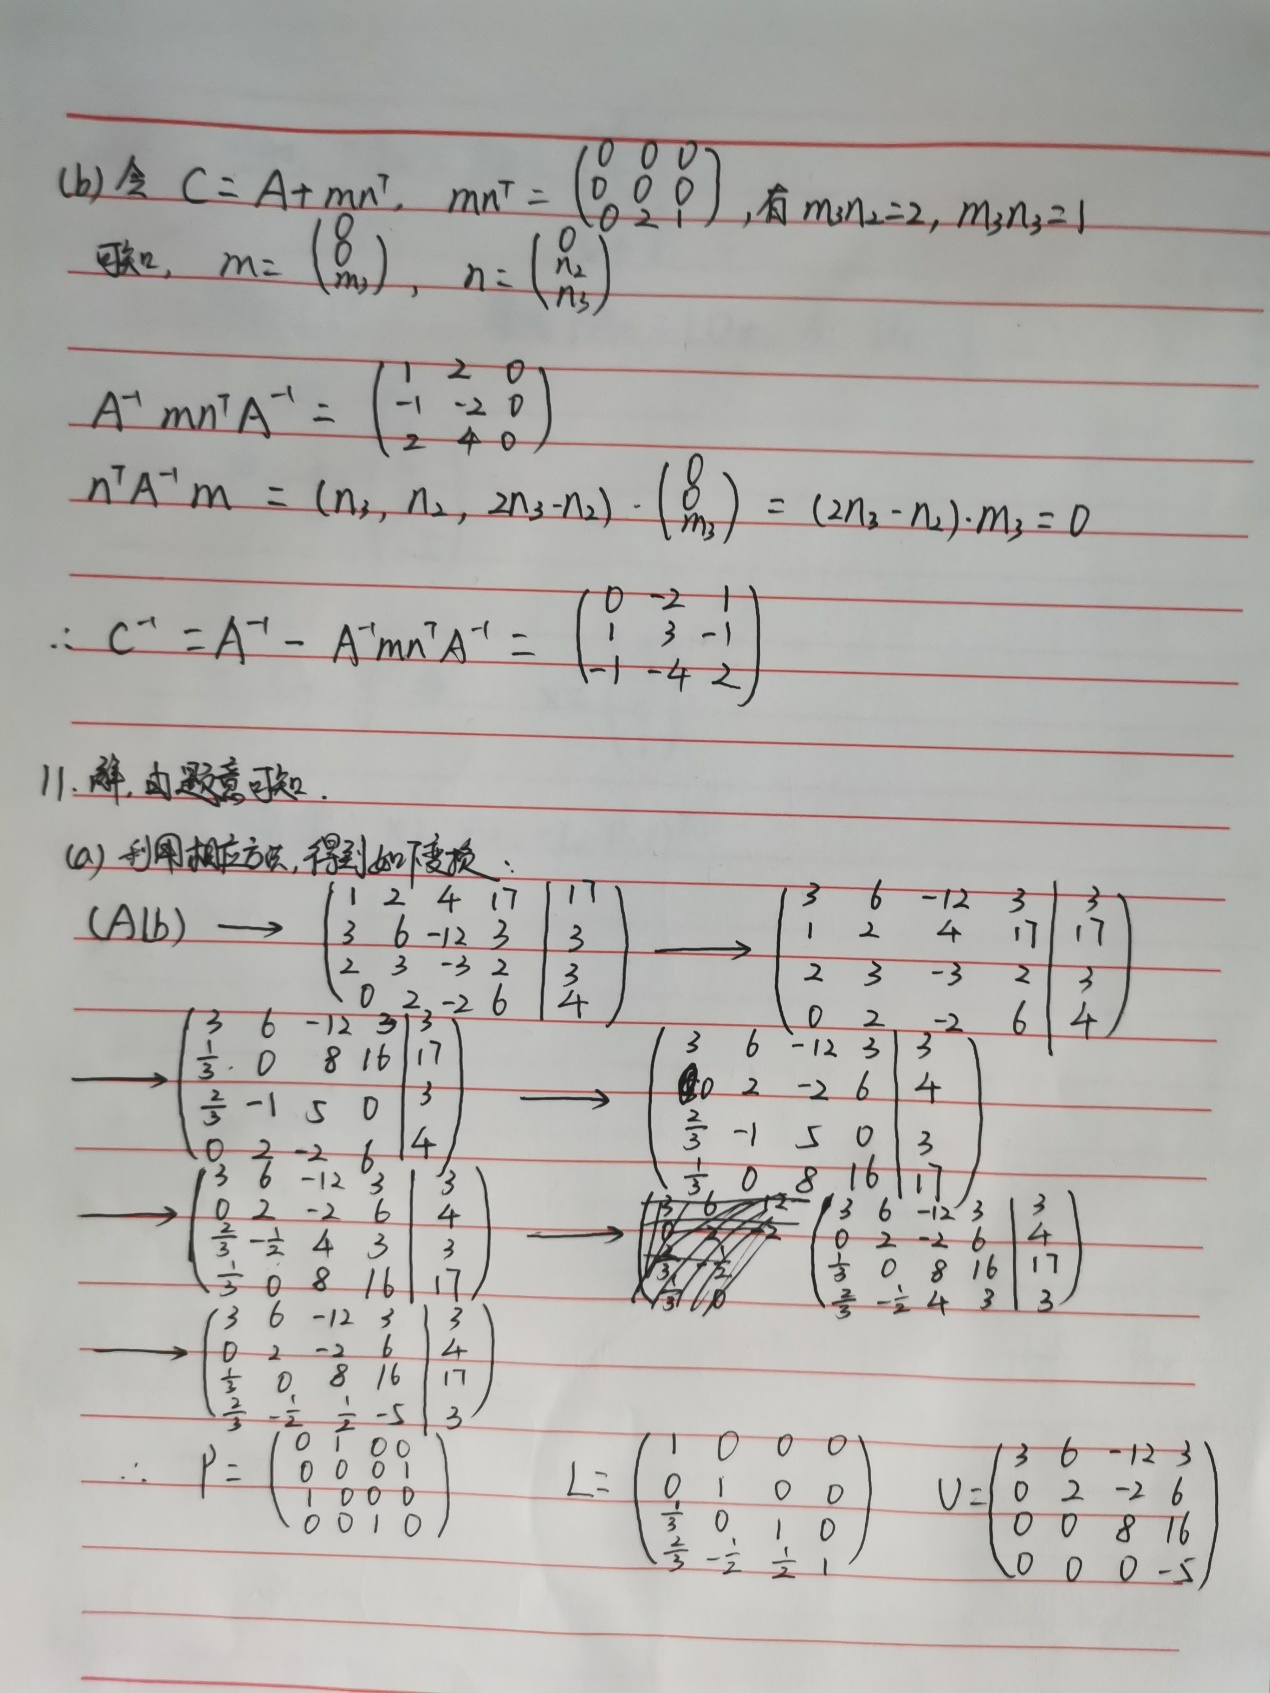 (b) 令 C = A + mnᵀ, mnᵀ = (0 0 0; 0 0 0; 0 2 1), 有 m₃n₂=2, m₃n₃=1
可知, m = (0; 0; m₃), n = (0; n₂; n₃)
A⁻¹mnᵀA⁻¹ = (1 2 0; -1 -2 0; 2 4 0)
nᵀA⁻¹m = (n₃, n₂, 2n₃-n₂) · (0; 0; m₃) = (2n₃-n₂)·m₃ = 0
∴ C⁻¹ = A⁻¹ - A⁻¹mnᵀA⁻¹ = (0 -2 1; 1 3 -1; -1 -4 2)
11. 解, 由题意可知.
(a) 利用相应方法, 得到如下变换:
(A|b) → (1 2 4 17 | 17; 3 6 -12 3 | 3; 2 3 -3 2 | 3; 0 2 -2 6 | 4) → (3 6 -12 3 | 3; 1 2 4 17 | 17; 2 3 -3 2 | 3; 0 2 -2 6 | 4)
→ (3 6 -12 3 | 3; 1/3 0 8 16 | 17; 2/3 -1 5 0 | 3; 0 2 -2 6 | 4) → (3 6 -12 3 | 3; 0 2 -2 6 | 4; 2/3 -1 5 0 | 3; 1/3 0 8 16 | 17)
→ (3 6 -12 3 | 3; 0 2 -2 6 | 4; 2/3 -1/2 4 3 | 3; 1/3 0 8 16 | 17) → (3 6 -12 3 | 3; 0 2 -2 6 | 4; 1/3 0 8 16 | 17; 2/3 -1/2 4 3 | 3)
→ (3 6 -12 3 | 3; 0 2 -2 6 | 4; 1/3 0 8 16 | 17; 2/3 -1/2 1/2 -5 | 3)
∴ P = (0 1 0 0; 0 0 0 1; 1 0 0 0; 0 0 1 0) L = (1 0 0 0; 0 1 0 0; 1/3 0 1 0; 2/3 -1/2 1/2 1) U = (3 6 -12 3; 0 2 -2 6; 0 0 8 16; 0 0 0 -5)